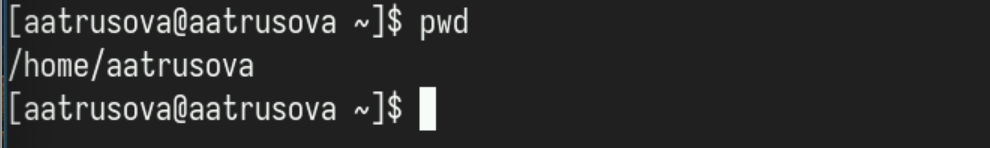 [aatrusova@aatrusova ~]$ pwd
/home/aatrusova
[aatrusova@aatrusova ~]$